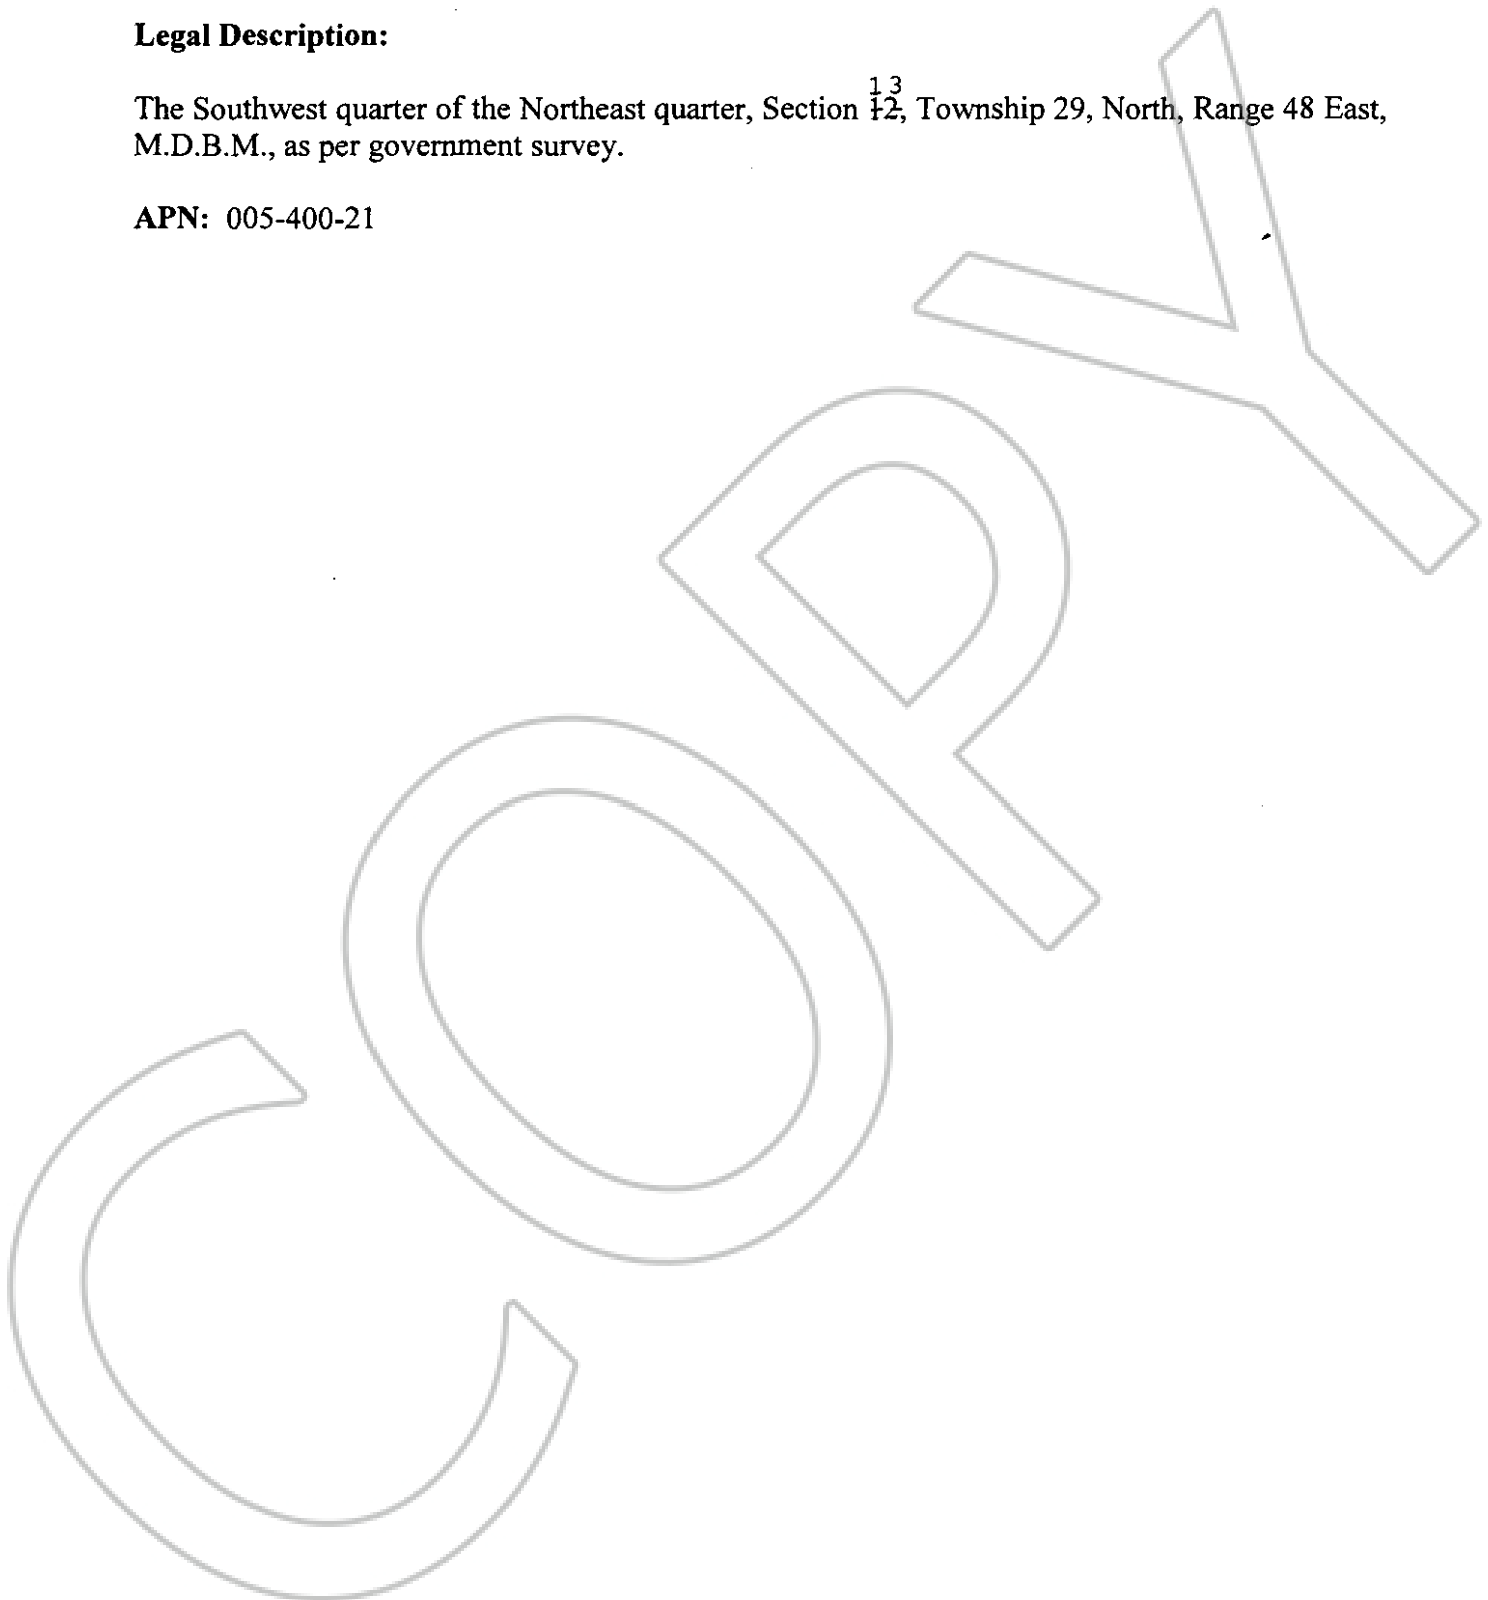 Legal Description:
13
The Southwest quarter of the Northeast quarter, Section 12, Township 29, North, Range 48 East,
M.D.B.M., as per government survey.
APN: 005-400-21
COPY